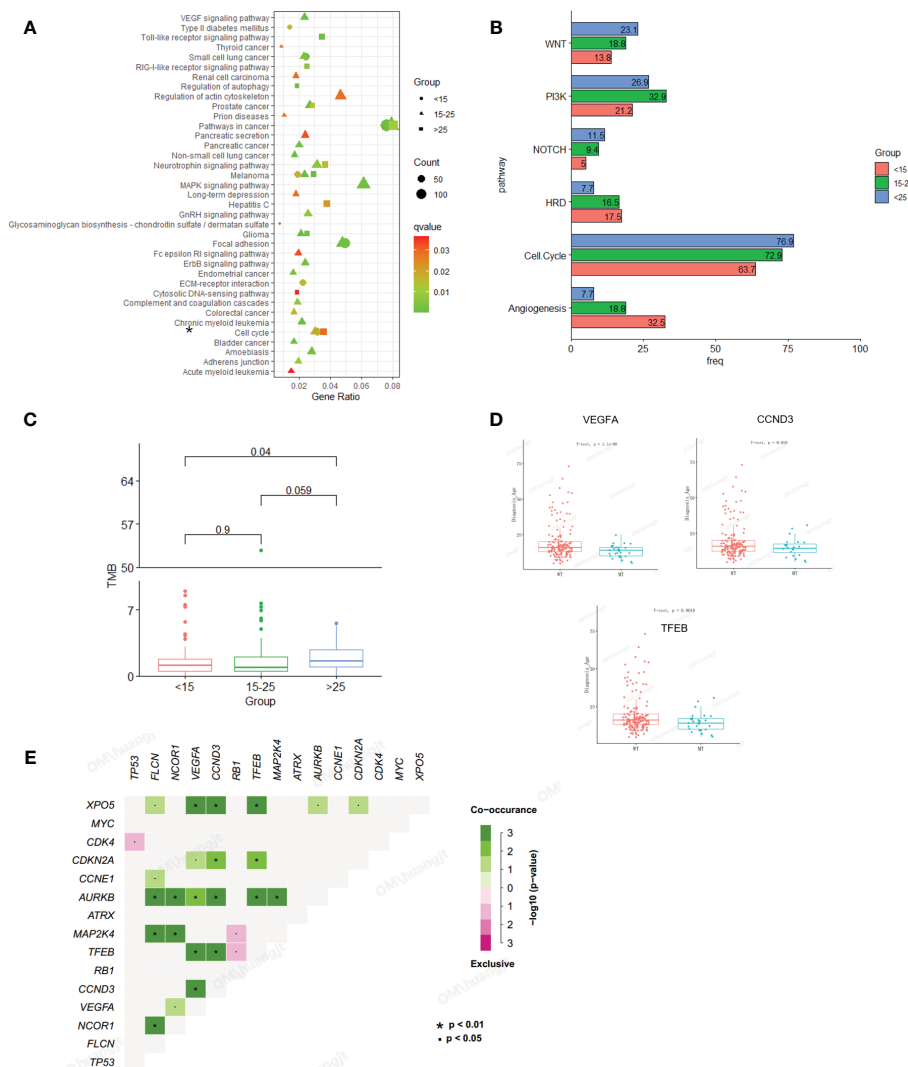 A
VEGF signaling pathway
Type II diabetes mellitus
Toll-like receptor signaling pathway
Thyroid cancer
Small cell lung cancer
RIG-I-like receptor signaling pathway
Renal cell carcinoma
Regulation of autophagy
Regulation of actin cytoskeleton
Prostate cancer
Prion diseases
Pathways in cancer
Pancreatic secretion
Pancreatic cancer
Non-small cell lung cancer
Neurotrophin signaling pathway
Melanoma
MAPK signaling pathway
Long-term depression
Hepatitis C
GnRH signaling pathway
Glycosaminoglycan biosynthesis - chondroitin sulfate / dermatan sulfate
Glioma
Focal adhesion
Fc epsilon RI signaling pathway
ErbB signaling pathway
Endometrial cancer
ECM-receptor interaction
Cytosolic DNA-sensing pathway
Complement and coagulation cascades
Colorectal cancer
Chronic myeloid leukemia
* Cell cycle
Bladder cancer
Amoebiasis
Adherens junction
Acute myeloid leukemia
0.02 0.04 0.06 0.08
Gene Ratio
Group
<15
15-25
>25
Count
50
100
qvalue
0.03
0.02
0.01
B
pathway
WNT
23.1
18.8
13.8
PI3K
26.9
32.9
21.2
NOTCH
11.5
9.4
5
HRD
7.7
16.5
17.5
Cell.Cycle
76.9
72.9
63.7
Angiogenesis
7.7
18.8
32.5
0 25 50 75 100
freq
Group
<15
15-2
<25
C
TMB
64
57
50
7
0
0.04
0.059
0.9
<15 15-25 >25
Group
D
VEGFA
Diagnosis_Age
WT MT
CCND3
Diagnosis_Age
WT MT
TFEB
Diagnosis_Age
WT MT
E
TP53 FLCN NCOR1 VEGFA CCND3 RB1 TFEB MAP2K4 ATRX AURKB CCNE1 CDKN2A CDK4 MYC XPO5
XPO5
MYC
CDK4
CDKN2A
CCNE1
AURKB
ATRX
MAP2K4
TFEB
RB1
CCND3
VEGFA
NCOR1
FLCN
TP53
Co-occurance
3
2
1
0
1
2
3
-log10 (p-value)
Exclusive
* p < 0.01
· p < 0.05
OM\huangjt